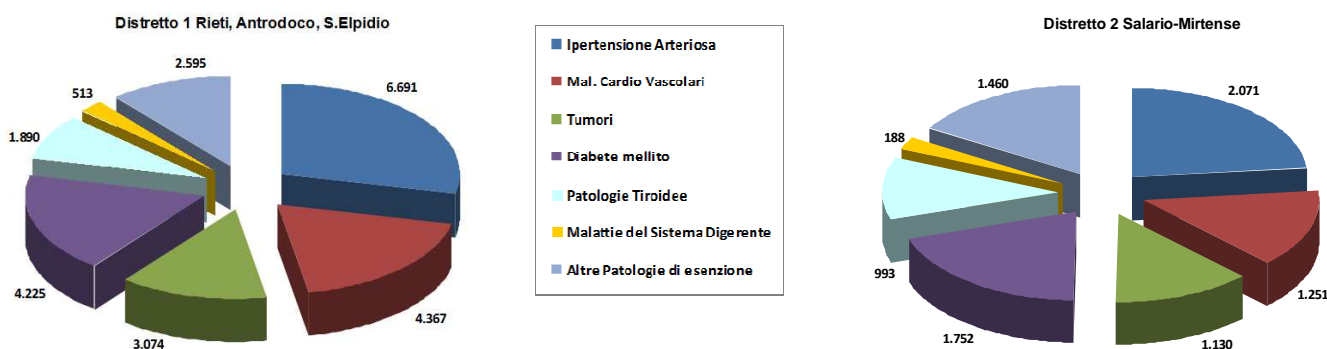 Distretto 1 Rieti, Antrodoco, S.Elpidio
2.595
6.691
513
1.890
4.225
4.367
3.074
Ipertensione Arteriosa
Mal. Cardio Vascolari
Tumori
Diabete mellito
Patologie Tiroidee
Malattie del Sistema Digerente
Altre Patologie di esenzione
Distretto 2 Salario-Mirtense
1.460
2.071
188
993
1.251
1.752
1.130